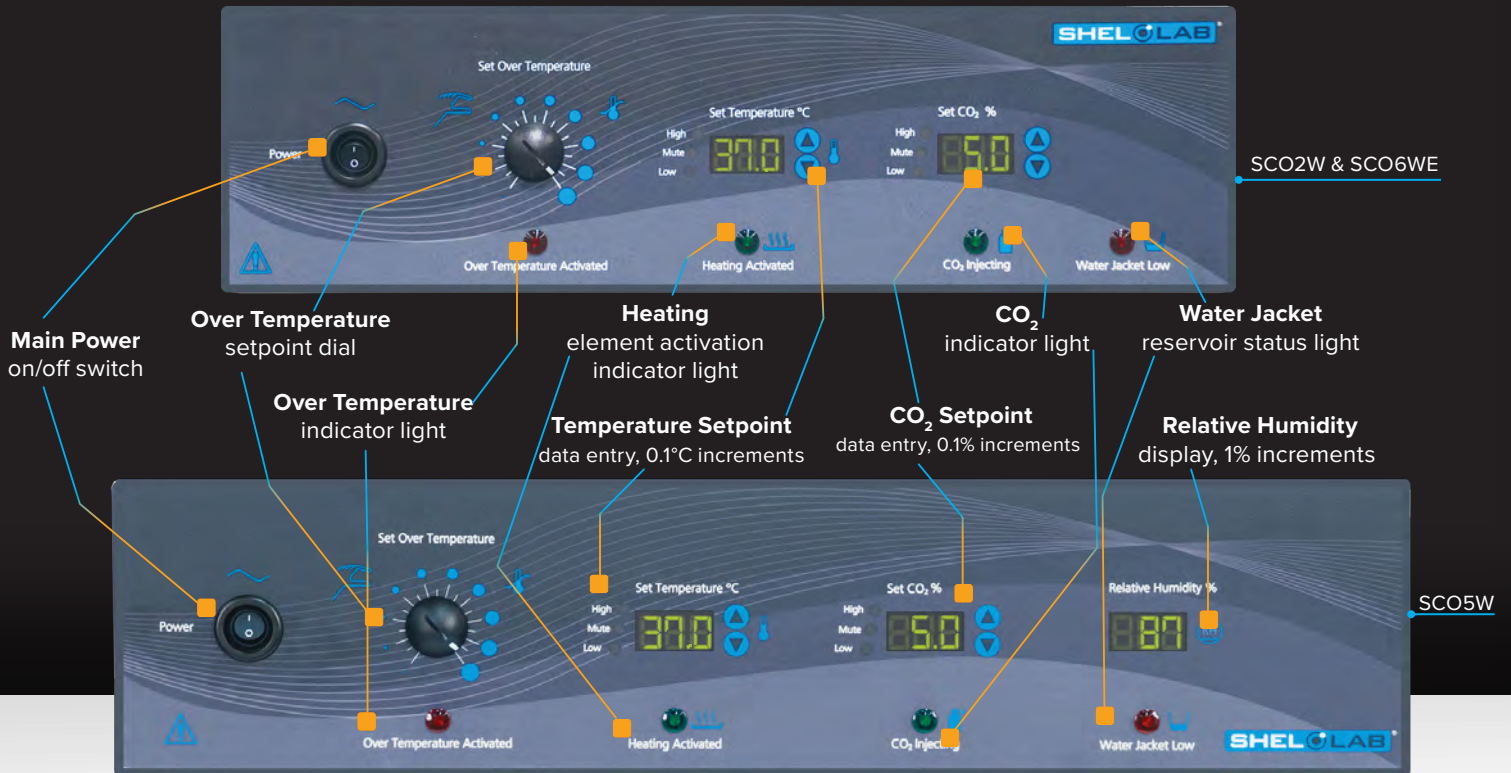 SHEL LAB®
Set Over Temperature
Set Temperature °C
Set CO₂ %
High
Mute
Low
37.0
High
Mute
Low
5.0
Power
I
O
SCO2W & SCO6WE
Over Temperature Activated
Heating Activated
CO₂ Injecting
Water Jacket Low
Main Power
on/off switch
Over Temperature
setpoint dial
Over Temperature
indicator light
Heating
element activation
indicator light
Temperature Setpoint
data entry, 0.1°C increments
CO₂
indicator light
CO₂ Setpoint
data entry, 0.1% increments
Water Jacket
reservoir status light
Relative Humidity
display, 1% increments
Set Over Temperature
Set Temperature °C
Set CO₂ %
Relative Humidity %
High
Mute
Low
37.0
High
Mute
Low
5.0
87
Power
I
O
SCO5W
Over Temperature Activated
Heating Activated
CO₂ Injecting
Water Jacket Low
SHEL LAB®